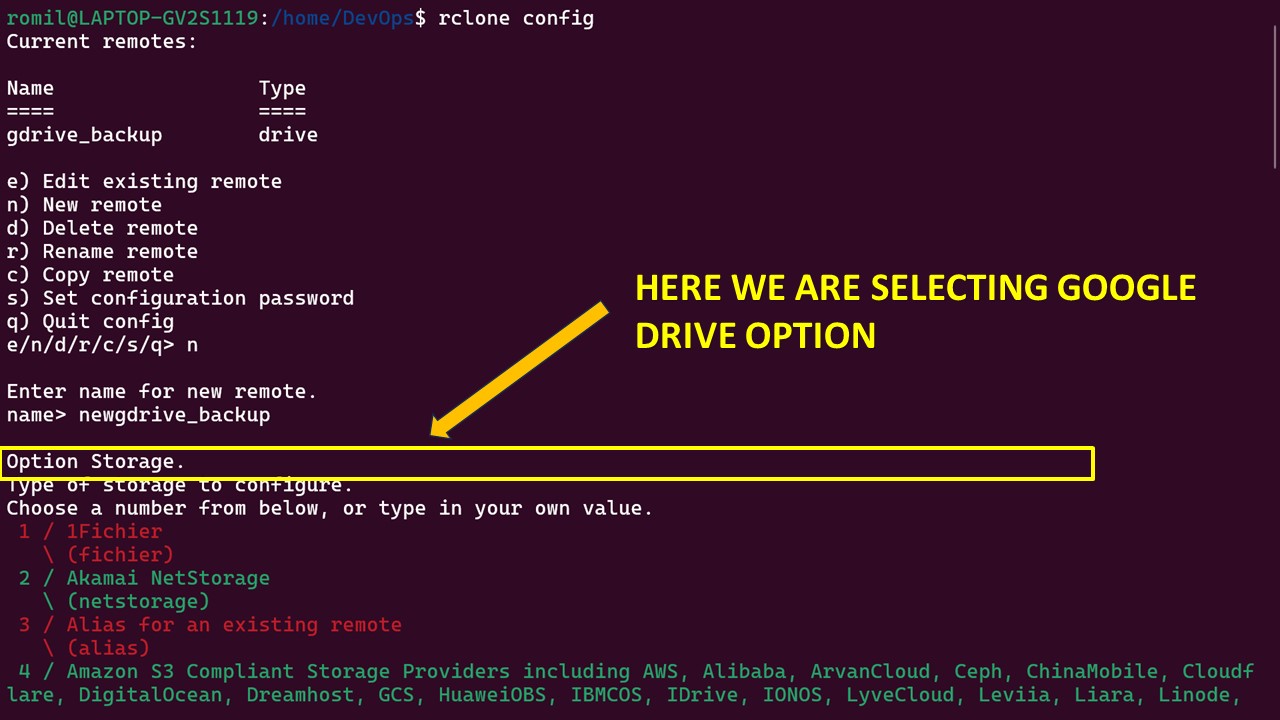 romil@LAPTOP-GV2S1119:/home/DevOps$ rclone config
Current remotes:
Name Type
==== ====
gdrive_backup drive
e) Edit existing remote
n) New remote
d) Delete remote
r) Rename remote
c) Copy remote
s) Set configuration password
q) Quit config
e/n/d/r/c/s/q> n
HERE WE ARE SELECTING GOOGLE
DRIVE OPTION
Enter name for new remote.
name> newgdrive_backup
Option Storage.
Type of storage to configure.
Choose a number from below, or type in your own value.
1 / 1Fichier
\ (fichier)
2 / Akamai NetStorage
\ (netstorage)
3 / Alias for an existing remote
\ (alias)
4 / Amazon S3 Compliant Storage Providers including AWS, Alibaba, ArvanCloud, Ceph, ChinaMobile, Cloudf
lare, DigitalOcean, Dreamhost, GCS, HuaweiOBS, IBMCOS, IDrive, IONOS, LyveCloud, Leviia, Liara, Linode,